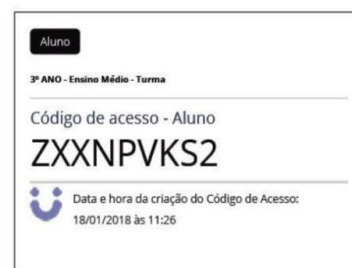 Aluno
3º ANO - Ensino Médio - Turma
Código de acesso - Aluno
ZXXNPVKS2
Data e hora da criação do Código de Acesso:
18/01/2018 às 11:26